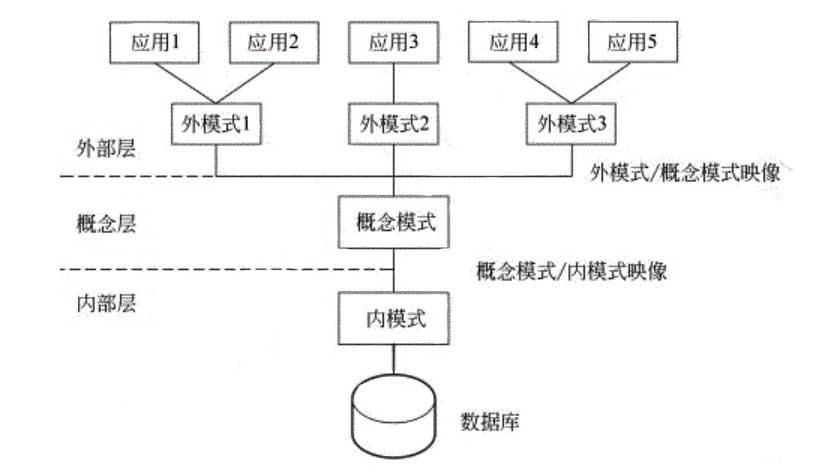 应用1 应用2 应用3 应用4 应用5
外模式1 外模式2 外模式3
外部层
外模式/概念模式映像
概念层 概念模式
概念模式/内模式映像
内部层 内模式
数据库